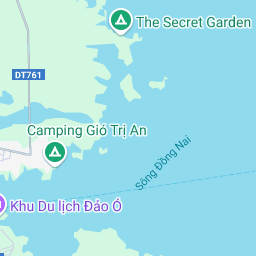 The Secret Garden
DT761
Camping Gió Trị An
Sông Đồng Nai
Khu Du lịch Đảo Ó